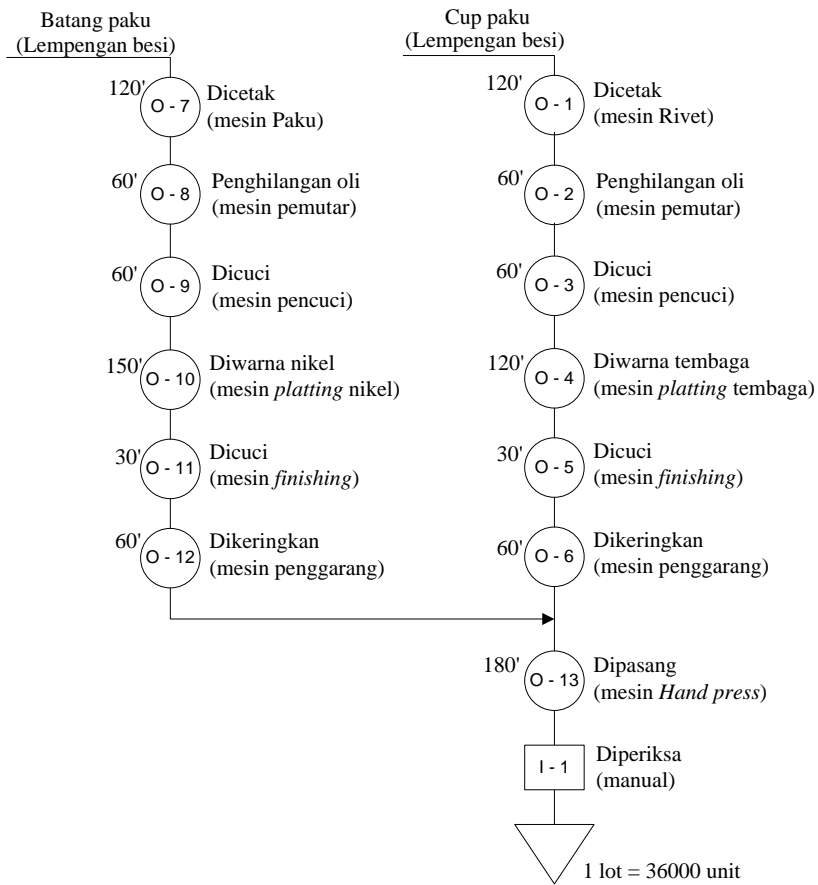 Batang paku
(Lempengan besi)
120'
O - 7
Dicetak
(mesin Paku)
60'
O - 8
Penghilangan oli
(mesin pemutar)
60'
O - 9
Dicuci
(mesin pencuci)
150'
O - 10
Diwarna nikel
(mesin platting nikel)
30'
O - 11
Dicuci
(mesin finishing)
60'
O - 12
Dikeringkan
(mesin penggarang)
Cup paku
(Lempengan besi)
120'
O - 1
Dicetak
(mesin Rivet)
60'
O - 2
Penghilangan oli
(mesin pemutar)
60'
O - 3
Dicuci
(mesin pencuci)
120'
O - 4
Diwarna tembaga
(mesin platting tembaga)
30'
O - 5
Dicuci
(mesin finishing)
60'
O - 6
Dikeringkan
(mesin penggarang)
180'
O - 13
Dipasang
(mesin Hand press)
I - 1
Diperiksa
(manual)
1 lot = 36000 unit